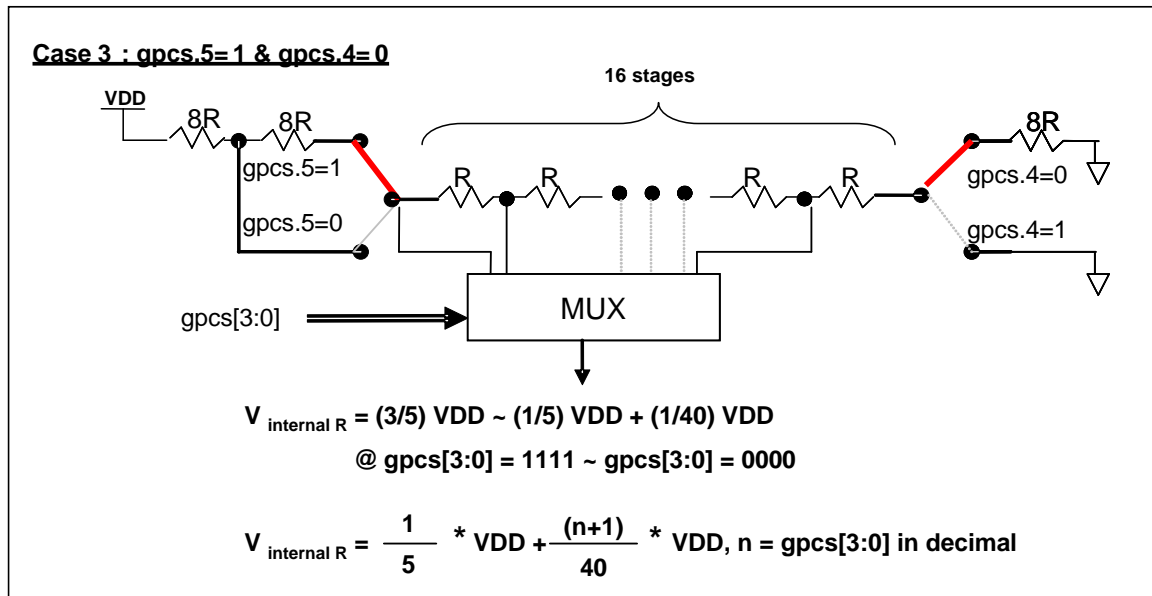 Case 3 : gpcs.5= 1 & gpcs.4= 0
16 stages
VDD
8R
8R
8R
gpcs.5=1
gpcs.4=0
R
R
R
R
gpcs.5=0
gpcs.4=1
MUX
gpcs[3:0]
V internal R = (3/5) VDD ~ (1/5) VDD + (1/40) VDD
@ gpcs[3:0] = 1111 ~ gpcs[3:0] = 0000
V internal R = 1/5 * VDD + (n+1)/40 * VDD, n = gpcs[3:0] in decimal